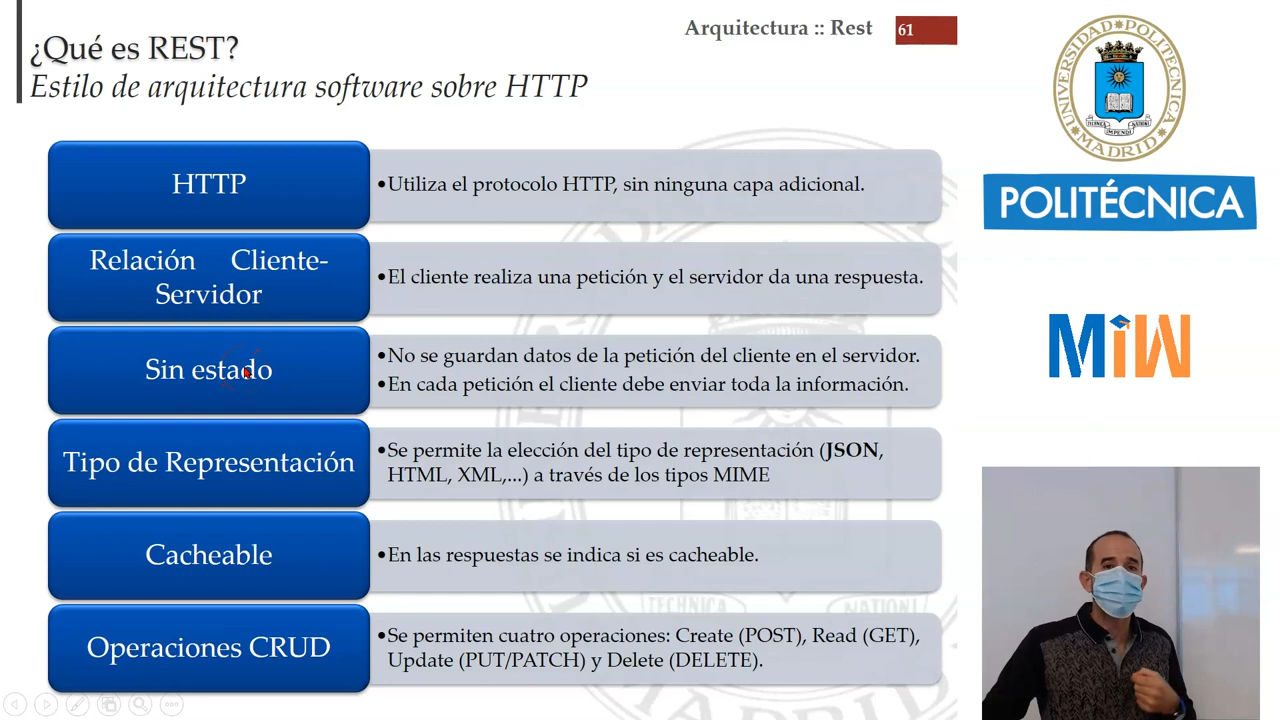 ¿Qué es REST?
Estilo de arquitectura software sobre HTTP
Arquitectura :: Rest 61
HTTP
•Utiliza el protocolo HTTP, sin ninguna capa adicional.
Relación Cliente-
Servidor
•El cliente realiza una petición y el servidor da una respuesta.
Sin estado
•No se guardan datos de la petición del cliente en el servidor.
•En cada petición el cliente debe enviar toda la información.
Tipo de Representación
•Se permite la elección del tipo de representación (JSON,
HTML, XML,...) a través de los tipos MIME
Cacheable
•En las respuestas se indica si es cacheable.
Operaciones CRUD
•Se permiten cuatro operaciones: Create (POST), Read (GET),
Update (PUT/PATCH) y Delete (DELETE).
UNIVERSIDAD POLITÉCNICA
MADRID
POLITÉCNICA
MiW